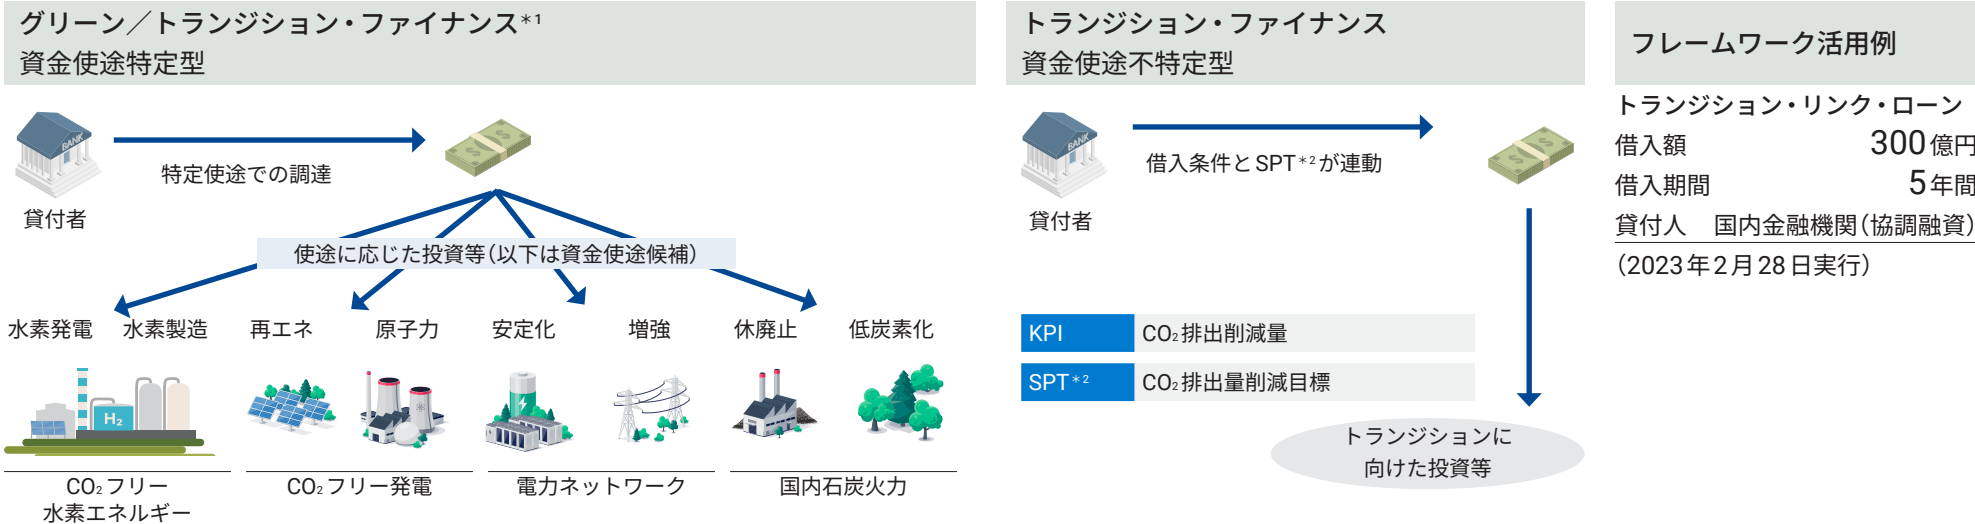 グリーン／トランジション・ファイナンス＊1
資金使途特定型
BANK
特定使途での調達
貸付者
使途に応じた投資等（以下は資金使途候補）
水素発電 水素製造 再エネ 原子力 安定化 増強 休廃止 低炭素化
H₂
CO₂フリー
水素エネルギー
CO₂フリー発電
電力ネットワーク
国内石炭火力
トランジション・ファイナンス
資金使途不特定型
BANK
借入条件とSPT＊2が連動
貸付者
KPI CO₂排出削減量
SPT＊2 CO₂排出量削減目標
トランジションに
向けた投資等
フレームワーク活用例
トランジション・リンク・ローン
借入額 300億円
借入期間 5年間
貸付人 国内金融機関（協調融資）
（2023年2月28日実行）